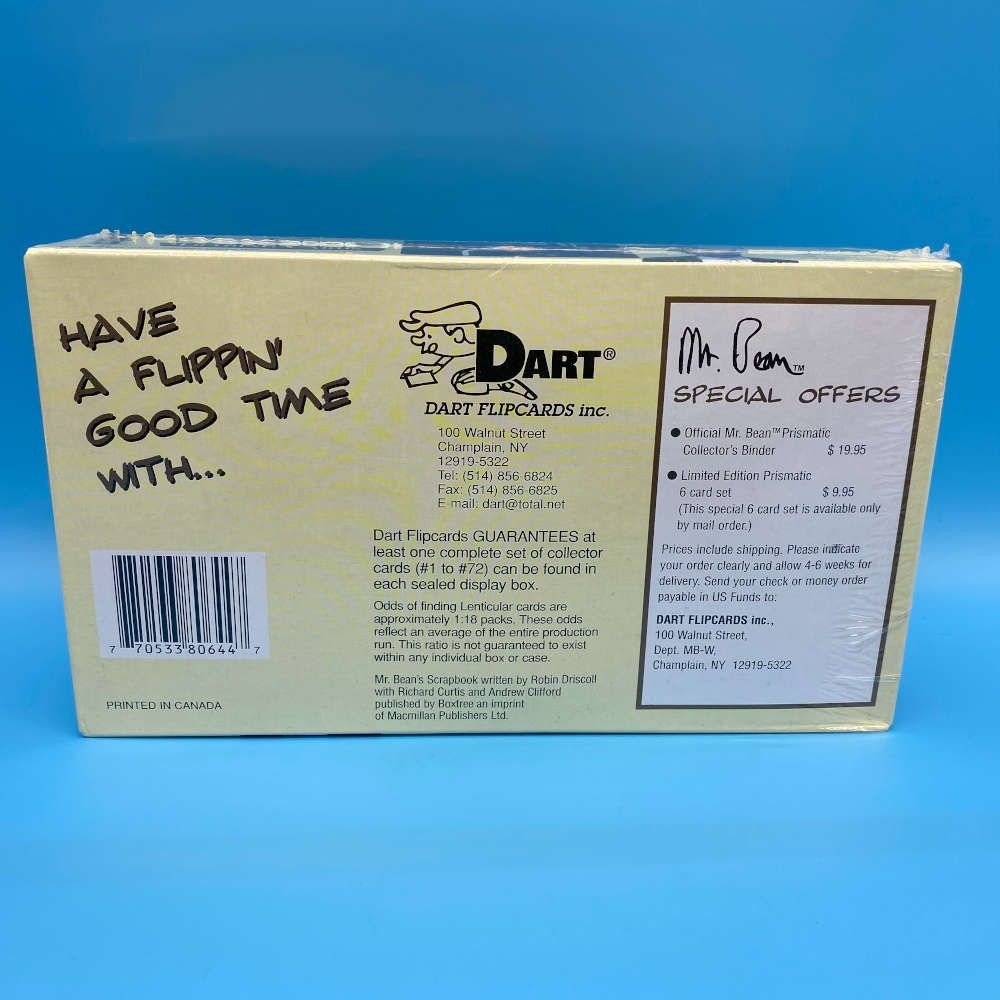 HAVE
A FLIPPIN'
GOOD TIME
WITH...
7 70533 80644 7
PRINTED IN CANADA
DART®
DART FLIPCARDS inc.
100 Walnut Street
Champlain, NY
12919-5322
Tel: (514) 856-6824
Fax: (514) 856-6825
E-mail: dart@total.net
Dart Flipcards GUARANTEES at
least one complete set of collector
cards (#1 to #72) can be found in
each sealed display box.
Odds of finding Lenticular cards are
approximately 1:18 packs. These odds
reflect an average of the entire production
run. This ratio is not guaranteed to exist
within any individual box or case.
Mr. Bean's Scrapbook written by Robin Driscoll
with Richard Curtis and Andrew Clifford
published by Boxtree an imprint
of Macmillan Publishers Ltd.
Mr. Bean TM
SPECIAL OFFERS
● Official Mr. Bean™ Prismatic
Collector's Binder $ 19.95
● Limited Edition Prismatic
6 card set $ 9.95
(This special 6 card set is available only
by mail order.)
Prices include shipping. Please indicate
your order clearly and allow 4-6 weeks for
delivery. Send your check or money order
payable in US Funds to:
DART FLIPCARDS inc.,
100 Walnut Street,
Dept. MB-W,
Champlain, NY 12919-5322